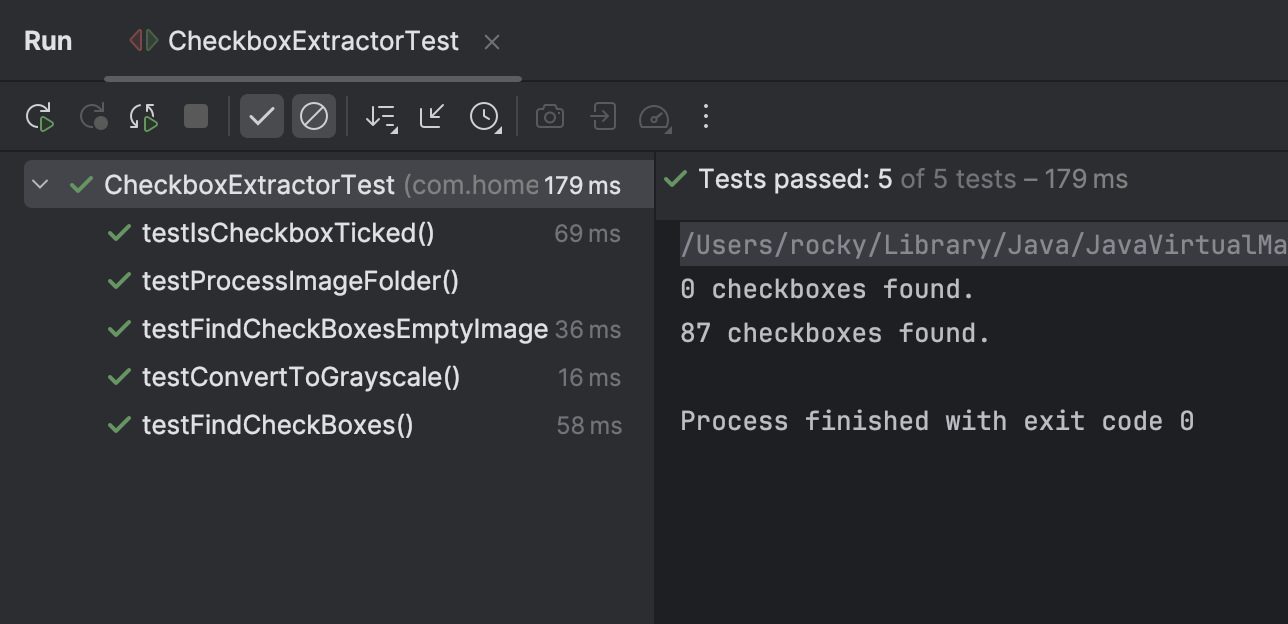 Run CheckboxExtractorTest
CheckboxExtractorTest (com.home 179 ms
testIsCheckboxTicked() 69 ms
testProcessImageFolder()
testFindCheckBoxesEmptyImage 36 ms
testConvertToGrayscale() 16 ms
testFindCheckBoxes() 58 ms
Tests passed: 5 of 5 tests – 179 ms
/Users/rocky/Library/Java/JavaVirtualMa
0 checkboxes found.
87 checkboxes found.
Process finished with exit code 0